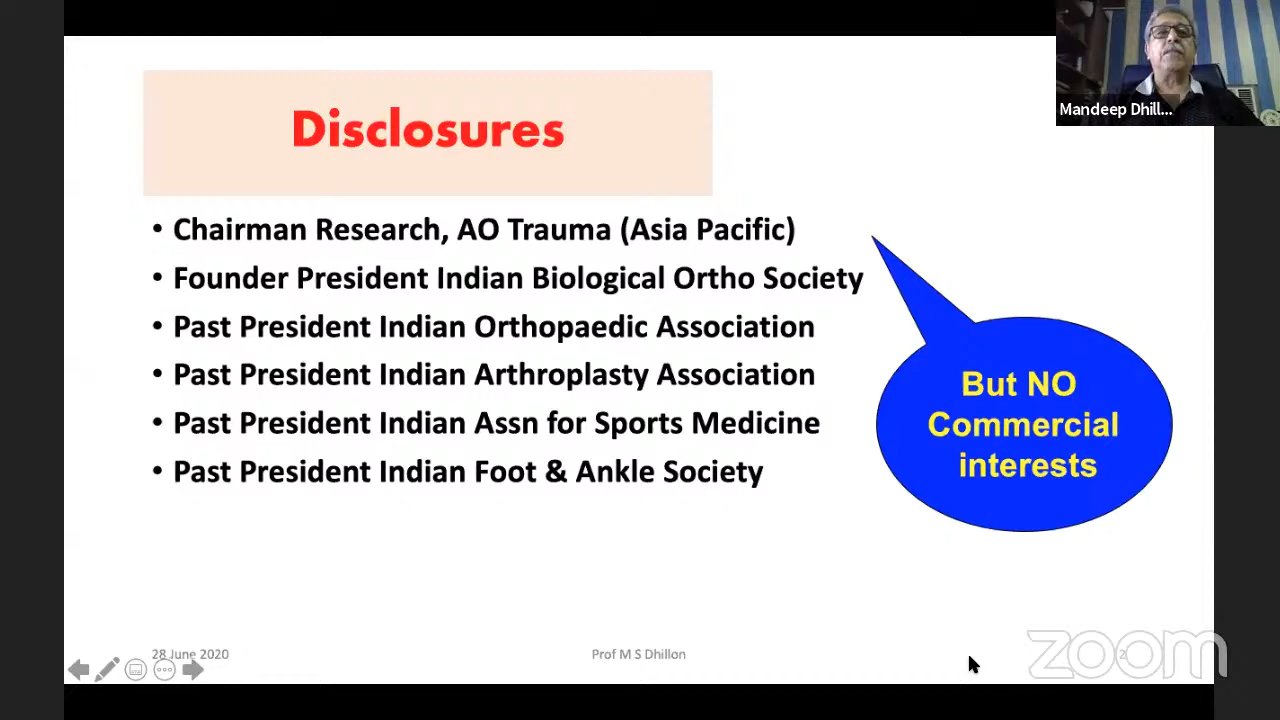 Disclosures
Mandeep Dhill...
• Chairman Research, AO Trauma (Asia Pacific)
• Founder President Indian Biological Ortho Society
• Past President Indian Orthopaedic Association
• Past President Indian Arthroplasty Association
• Past President Indian Assn for Sports Medicine
• Past President Indian Foot & Ankle Society
But NO
Commercial
interests
28 June 2020
Prof M S Dhillon
2
zoom